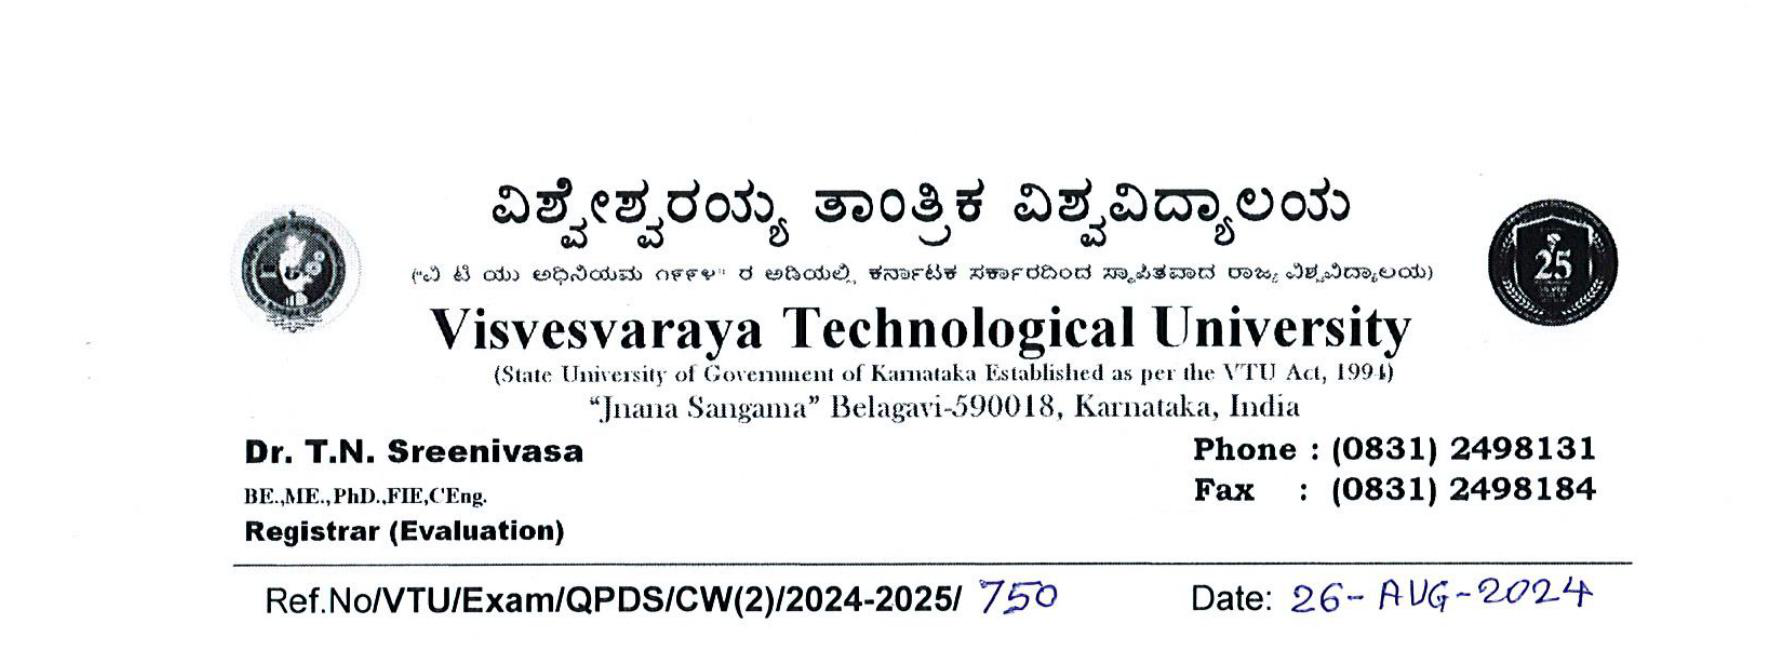 ವಿಶ್ವೇಶ್ವರಯ್ಯ ತಾಂತ್ರಿಕ ವಿಶ್ವವಿದ್ಯಾಲಯ
("ವಿ ಟಿ ಯು ಅಧಿನಿಯಮ ೧೯೯೪" ರ ಅಡಿಯಲ್ಲಿ, ಕರ್ನಾಟಕ ಸರ್ಕಾರದಿಂದ ಸ್ಥಾಪಿತವಾದ ರಾಜ್ಯ ವಿಶ್ವವಿದ್ಯಾಲಯ)
25
Visvesvaraya Technological University
(State University of Government of Karnataka Established as per the VTU Act, 1994)
“Jnana Sangama” Belagavi-590018, Karnataka, India
Dr. T.N. Sreenivasa
Phone : (0831) 2498131
BE.,ME.,PhD.,FIE,CEng.
Fax : (0831) 2498184
Registrar (Evaluation)
Ref.No/VTU/Exam/QPDS/CW(2)/2024-2025/ 750
Date: 26-AUG-2024